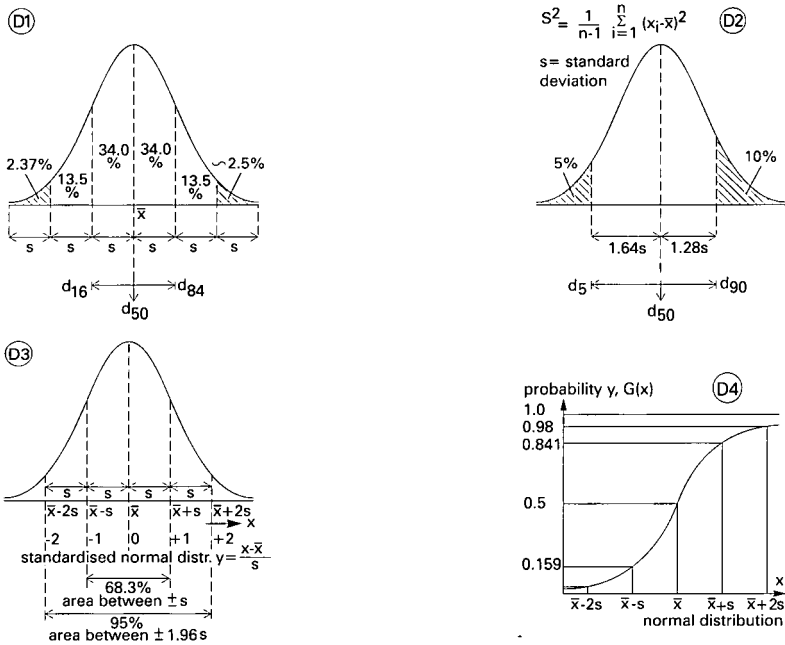 D1
34.0 34.0
% %
2.37%
~2.5%
13.5 13.5
% %
x̄
s s s s s s
d16 d84
d50
S² = 1/n-1 n Σ i=1 (xi-x̄)²
D2
s= standard
deviation
5%
10%
1.64s 1.28s
d5 d90
d50
D3
s s s s
x̄-2s x̄-s x̄ x̄+s x̄+2s
x
-2 -1 0 +1 +2
standardised normal distr. y= x-x̄/s
68.3%
area between ±s
95%
area between ±1.96s
probability y, G(x)
D4
1.0
0.98
0.841
0.5
0.159
x
x̄-2s x̄-s x̄ x̄+s x̄+2s
normal distribution